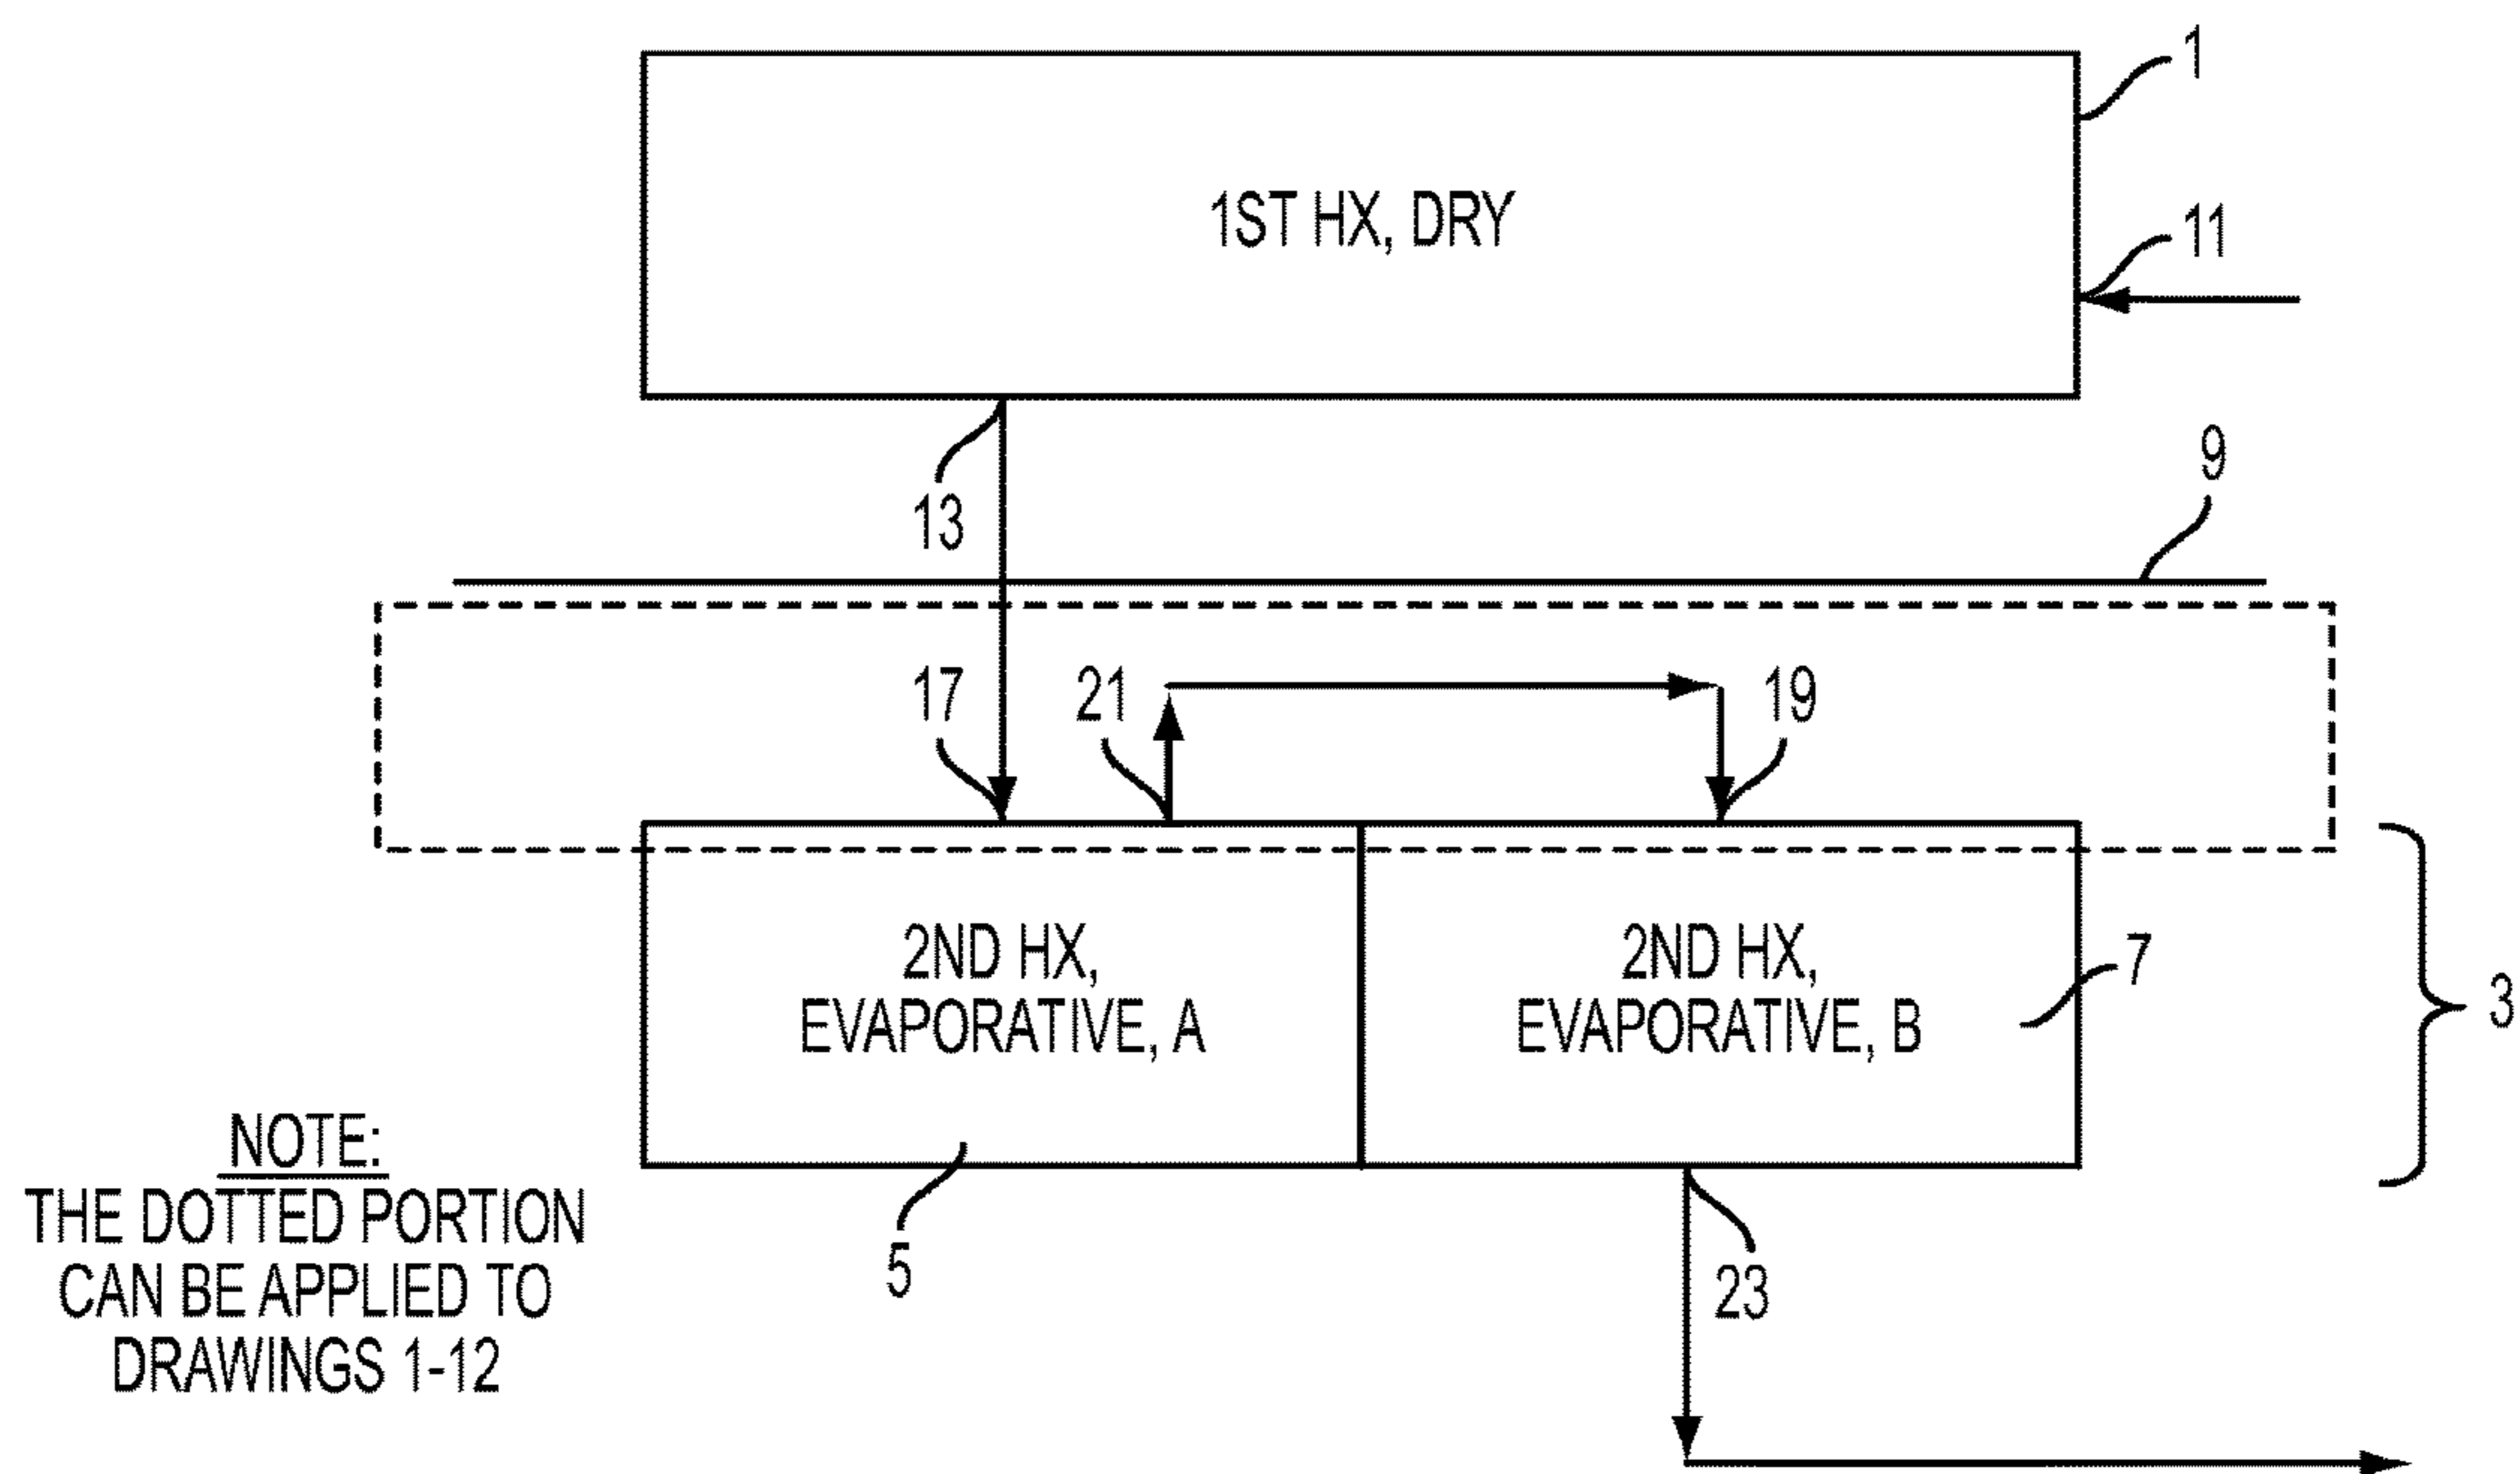 1
1ST HX, DRY
11
9
13
17
21
19
2ND HX,
EVAPORATIVE, A
2ND HX,
EVAPORATIVE, B
7
3
NOTE:
THE DOTTED PORTION
CAN BE APPLIED TO
DRAWINGS 1-12
5
23